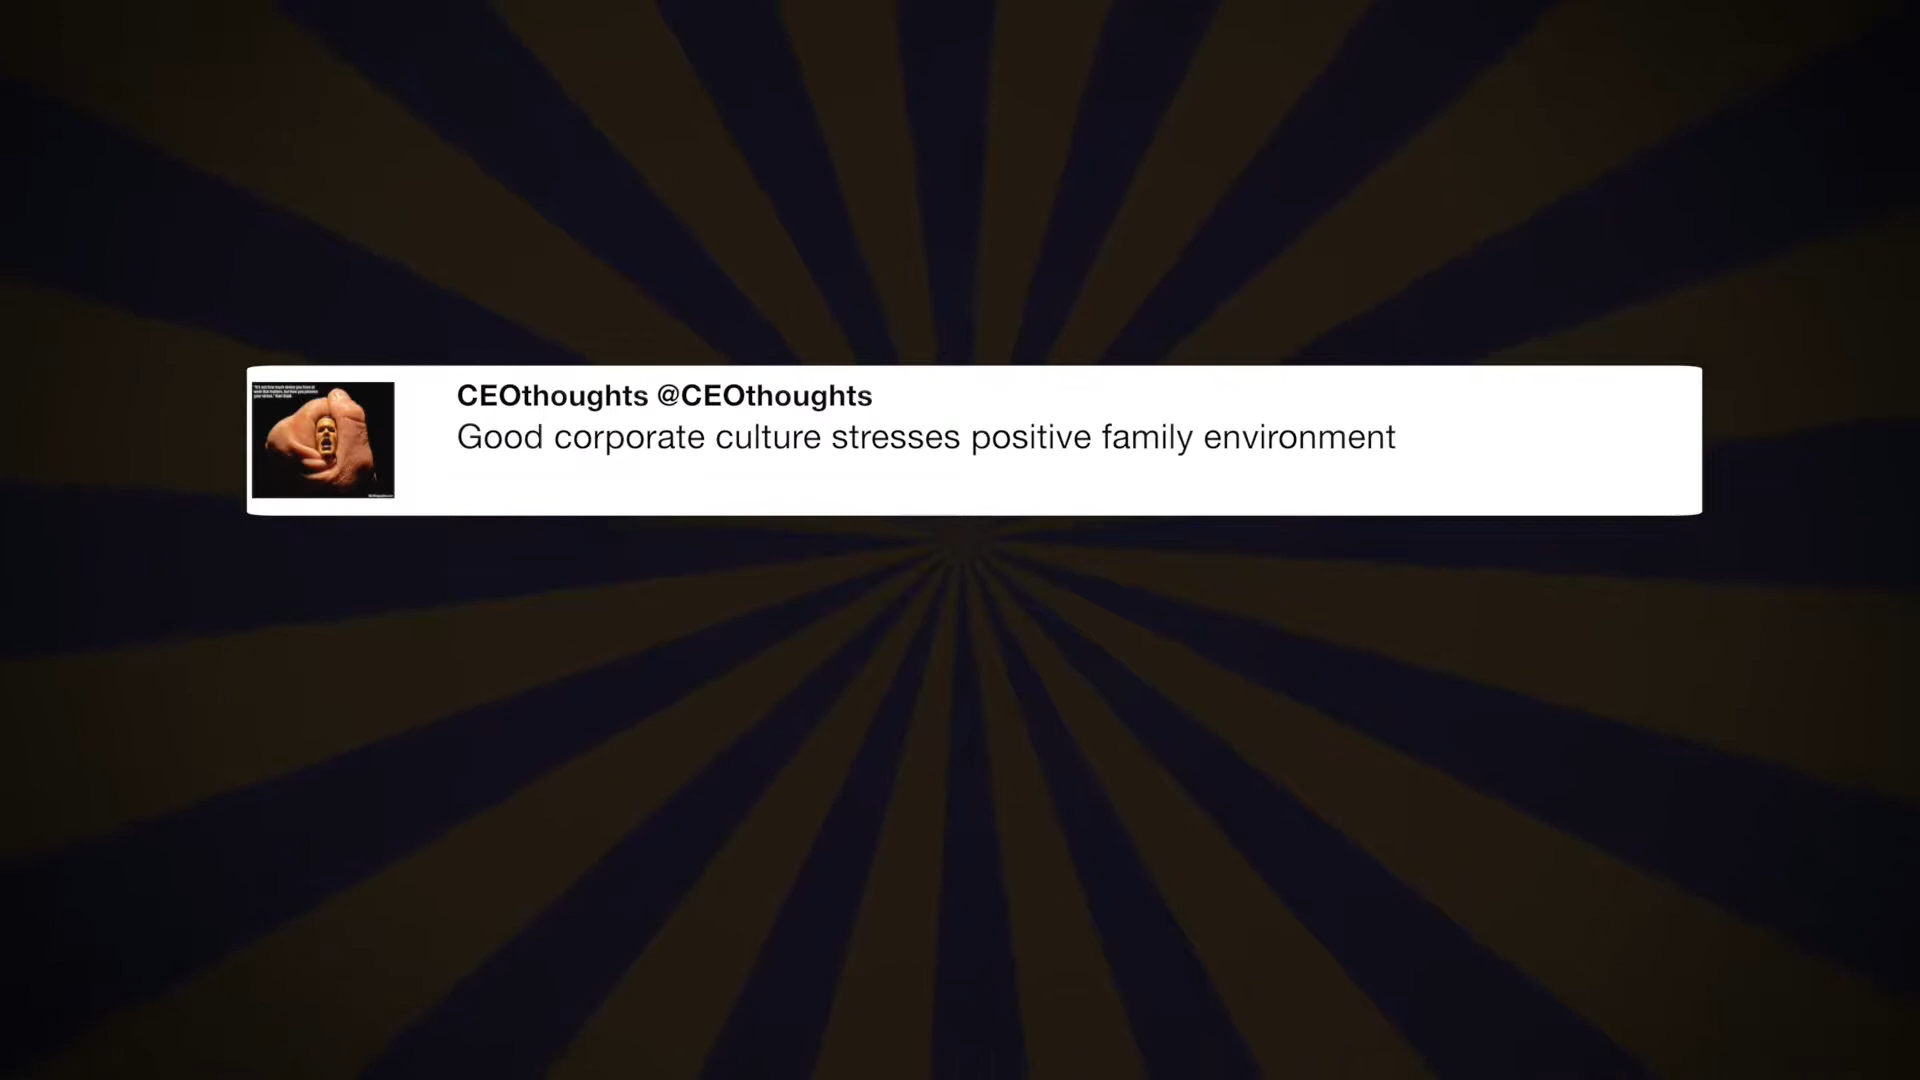 CEOthoughts @CEOthoughts
Good corporate culture stresses positive family environment